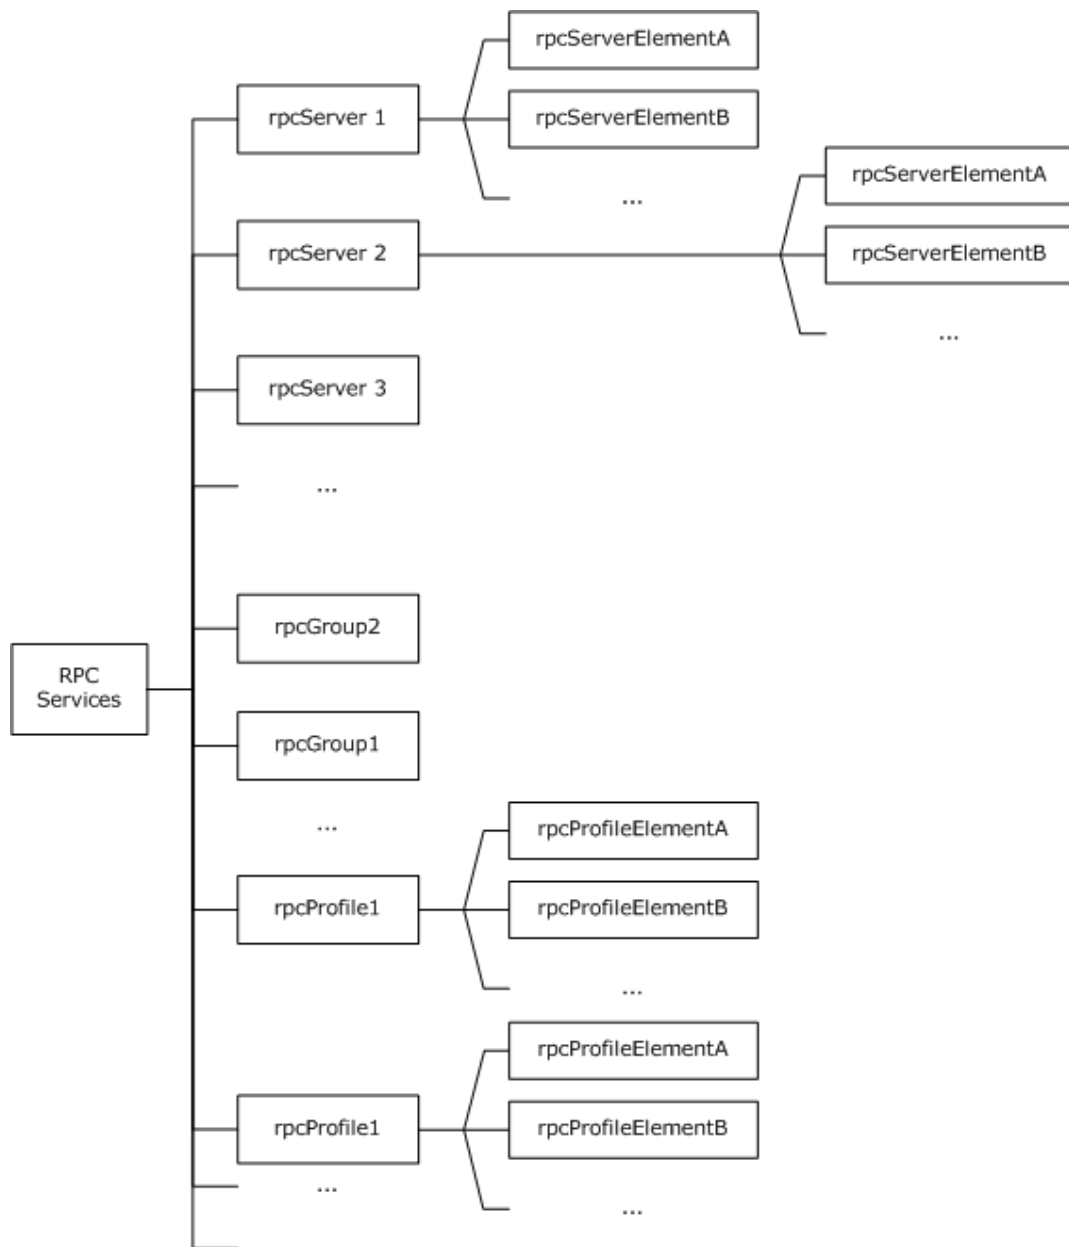 rpcServerElementA
rpcServer 1
rpcServerElementB
...
rpcServerElementA
rpcServer 2
rpcServerElementB
...
rpcServer 3
...
rpcGroup2
RPC
Services
rpcGroup1
...
rpcProfileElementA
rpcProfile1
rpcProfileElementB
...
rpcProfileElementA
rpcProfile1
rpcProfileElementB
...
...